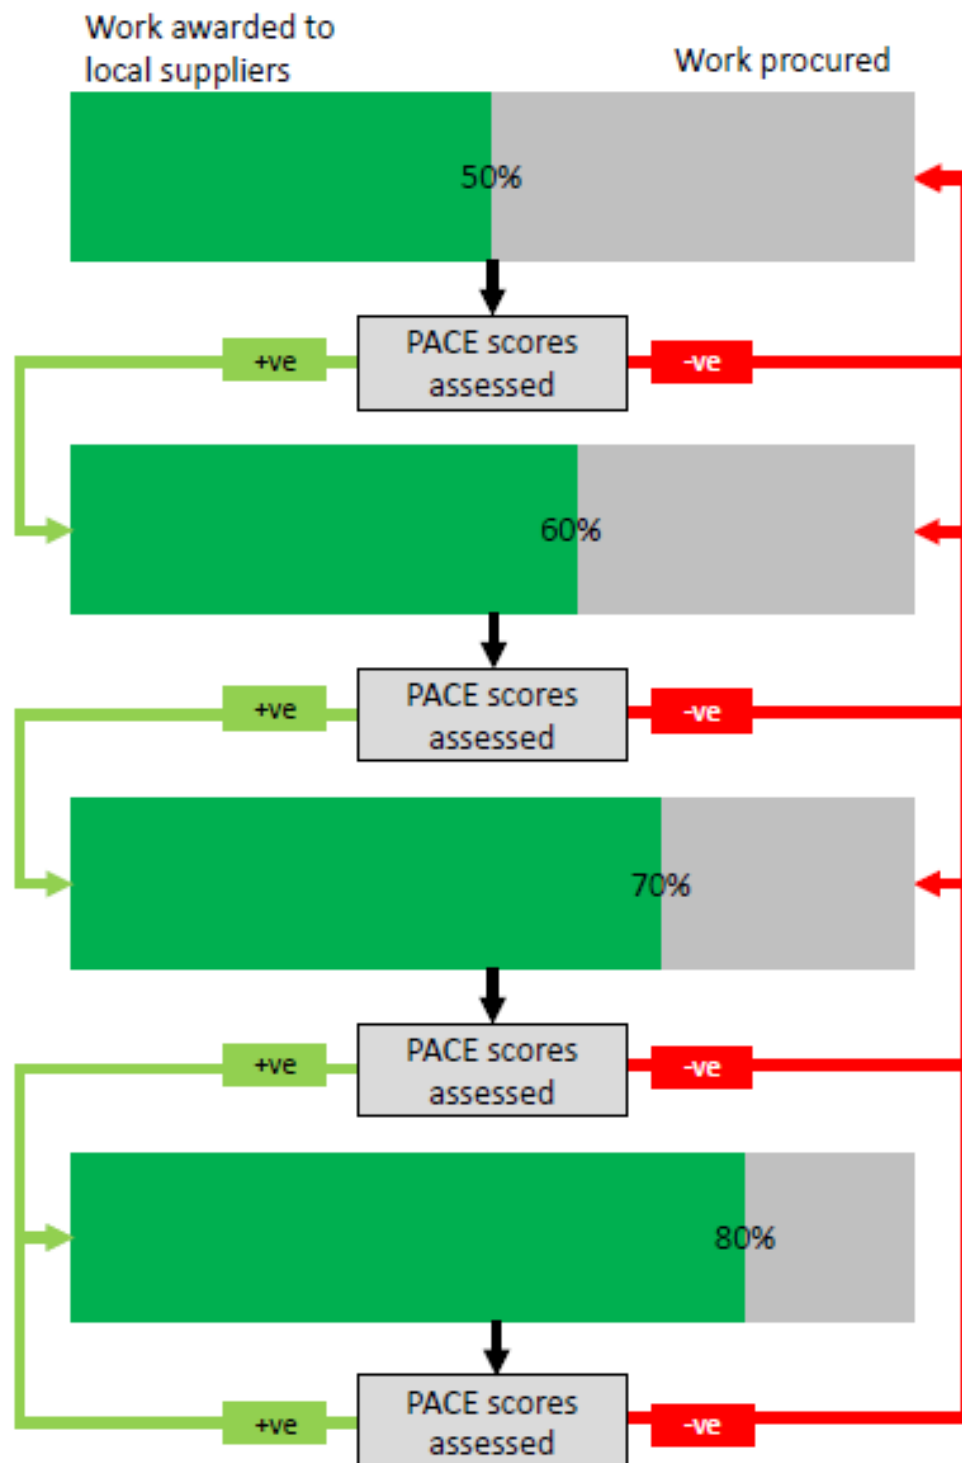 Work awarded to
local suppliers
Work procured
50%
PACE scores
assessed
+ve
-ve
60%
PACE scores
assessed
+ve
-ve
70%
PACE scores
assessed
+ve
-ve
80%
PACE scores
assessed
+ve
-ve